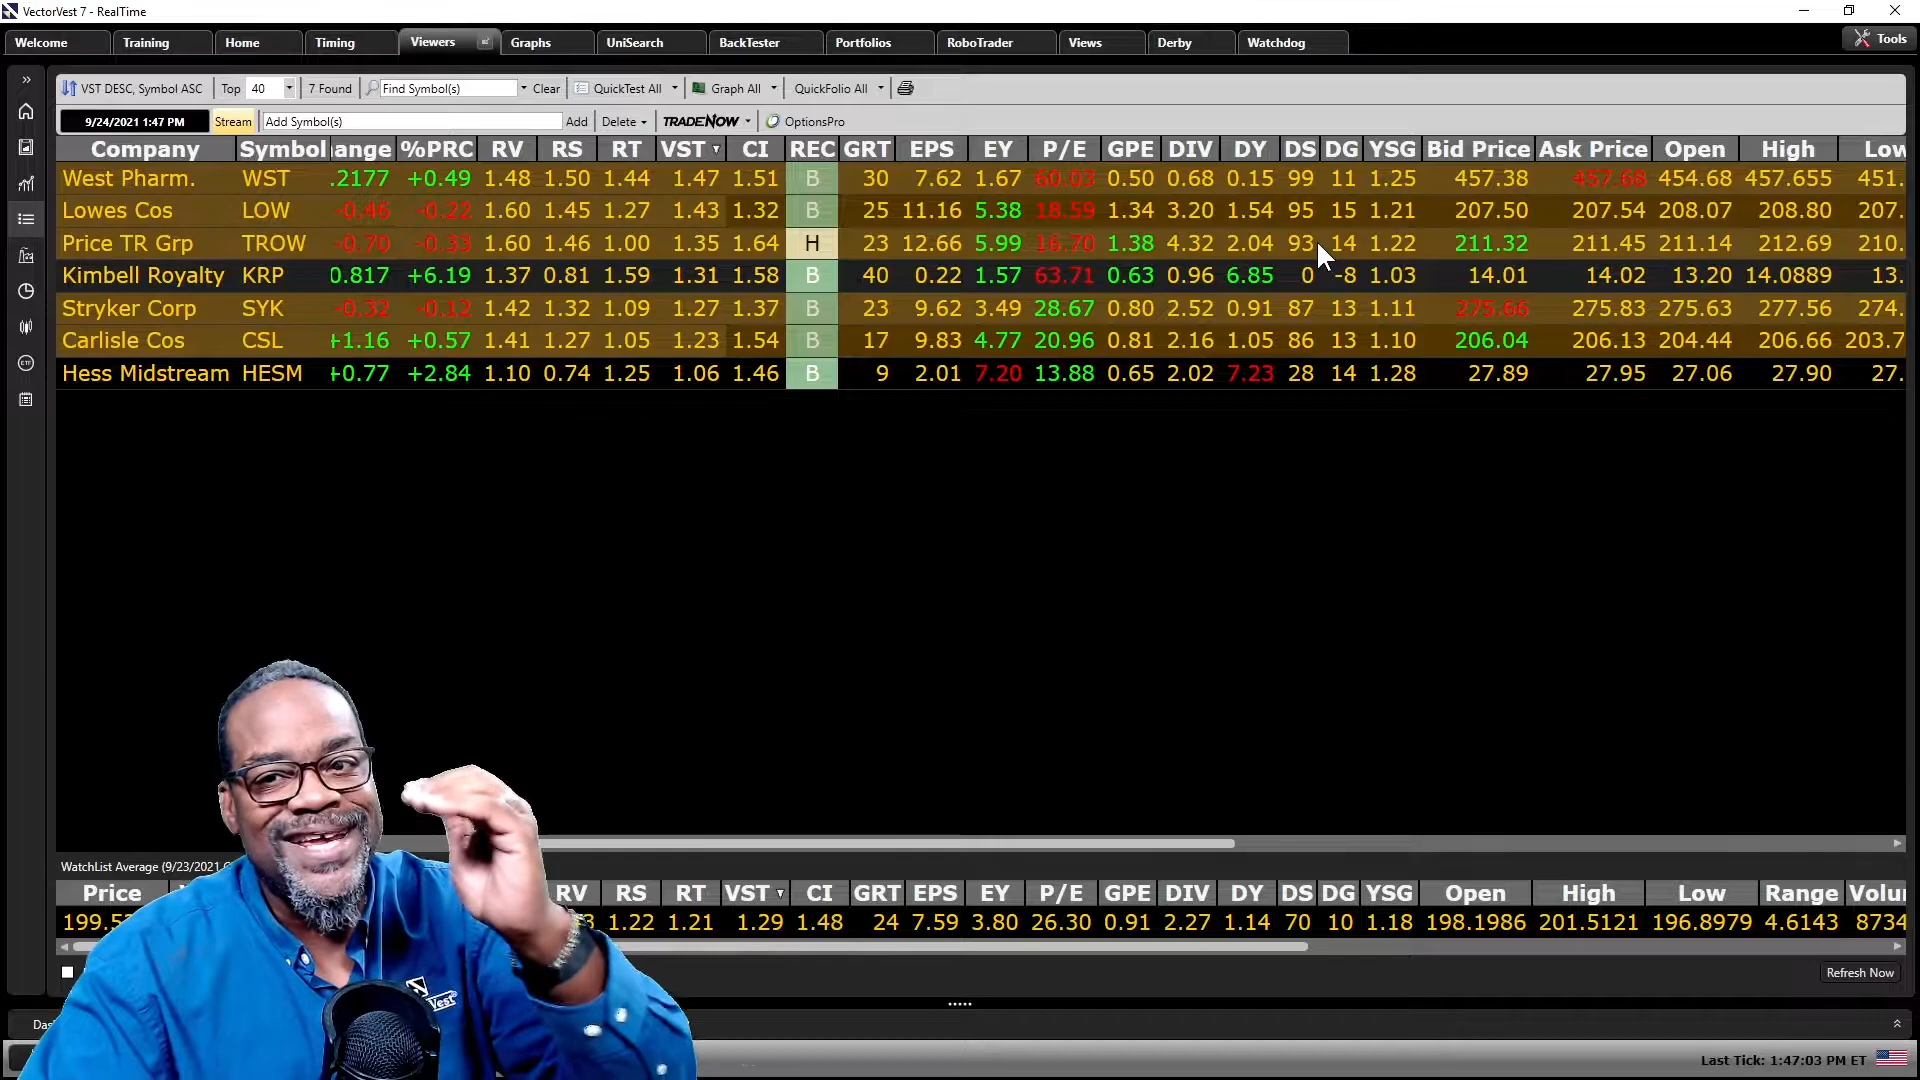 VectorVest 7 - RealTime
Welcome Training Home Timing Viewers Graphs UniSearch BackTester Portfolios RoboTrader Views Derby Watchdog Tools
VST DESC, Symbol ASC Top 40 7 Found Find Symbol(s) Clear QuickTest All Graph All QuickFolio All
9/24/2021 1:47 PM Stream Add Symbol(s) Add Delete TRADENOW OptionsPro
Company Symbol ange %PRC RV RS RT VST CI REC GRT EPS EY P/E GPE DIV DY DS DG YSG Bid Price Ask Price Open High Low
West Pharm. WST .2177 +0.49 1.48 1.50 1.44 1.47 1.51 B 30 7.62 1.67 60.03 0.50 0.68 0.15 99 11 1.25 457.38 457.68 454.68 457.655 451.
Lowes Cos LOW -0.46 -0.22 1.60 1.45 1.27 1.43 1.32 B 25 11.16 5.38 18.59 1.34 3.20 1.54 95 15 1.21 207.50 207.54 208.07 208.80 207.
Price TR Grp TROW -0.70 -0.33 1.60 1.46 1.00 1.35 1.64 H 23 12.66 5.99 16.70 1.38 4.32 2.04 93 14 1.22 211.32 211.45 211.14 212.69 210.
Kimbell Royalty KRP 0.817 +6.19 1.37 0.81 1.59 1.31 1.58 B 40 0.22 1.57 63.71 0.63 0.96 6.85 0 -8 1.03 14.01 14.02 13.20 14.0889 13.
Stryker Corp SYK -0.32 -0.12 1.42 1.32 1.09 1.27 1.37 B 23 9.62 3.49 28.67 0.80 2.52 0.91 87 13 1.11 275.66 275.83 275.63 277.56 274.
Carlisle Cos CSL +1.16 +0.57 1.41 1.27 1.05 1.23 1.54 B 17 9.83 4.77 20.96 0.81 2.16 1.05 86 13 1.10 206.04 206.13 204.44 206.66 203.7
Hess Midstream HESM +0.77 +2.84 1.10 0.74 1.25 1.06 1.46 B 9 2.01 7.20 13.88 0.65 2.02 7.23 28 14 1.28 27.89 27.95 27.06 27.90 27.
WatchList Average (9/23/2021
Price RV RS RT VST CI GRT EPS EY P/E GPE DIV DY DS DG YSG Open High Low Range Volu
199.5 1.22 1.21 1.29 1.48 24 7.59 3.80 26.30 0.91 2.27 1.14 70 10 1.18 198.1986 201.5121 196.8979 4.6143 8734
Refresh Now
Vest
Das
Last Tick: 1:47:03 PM ET